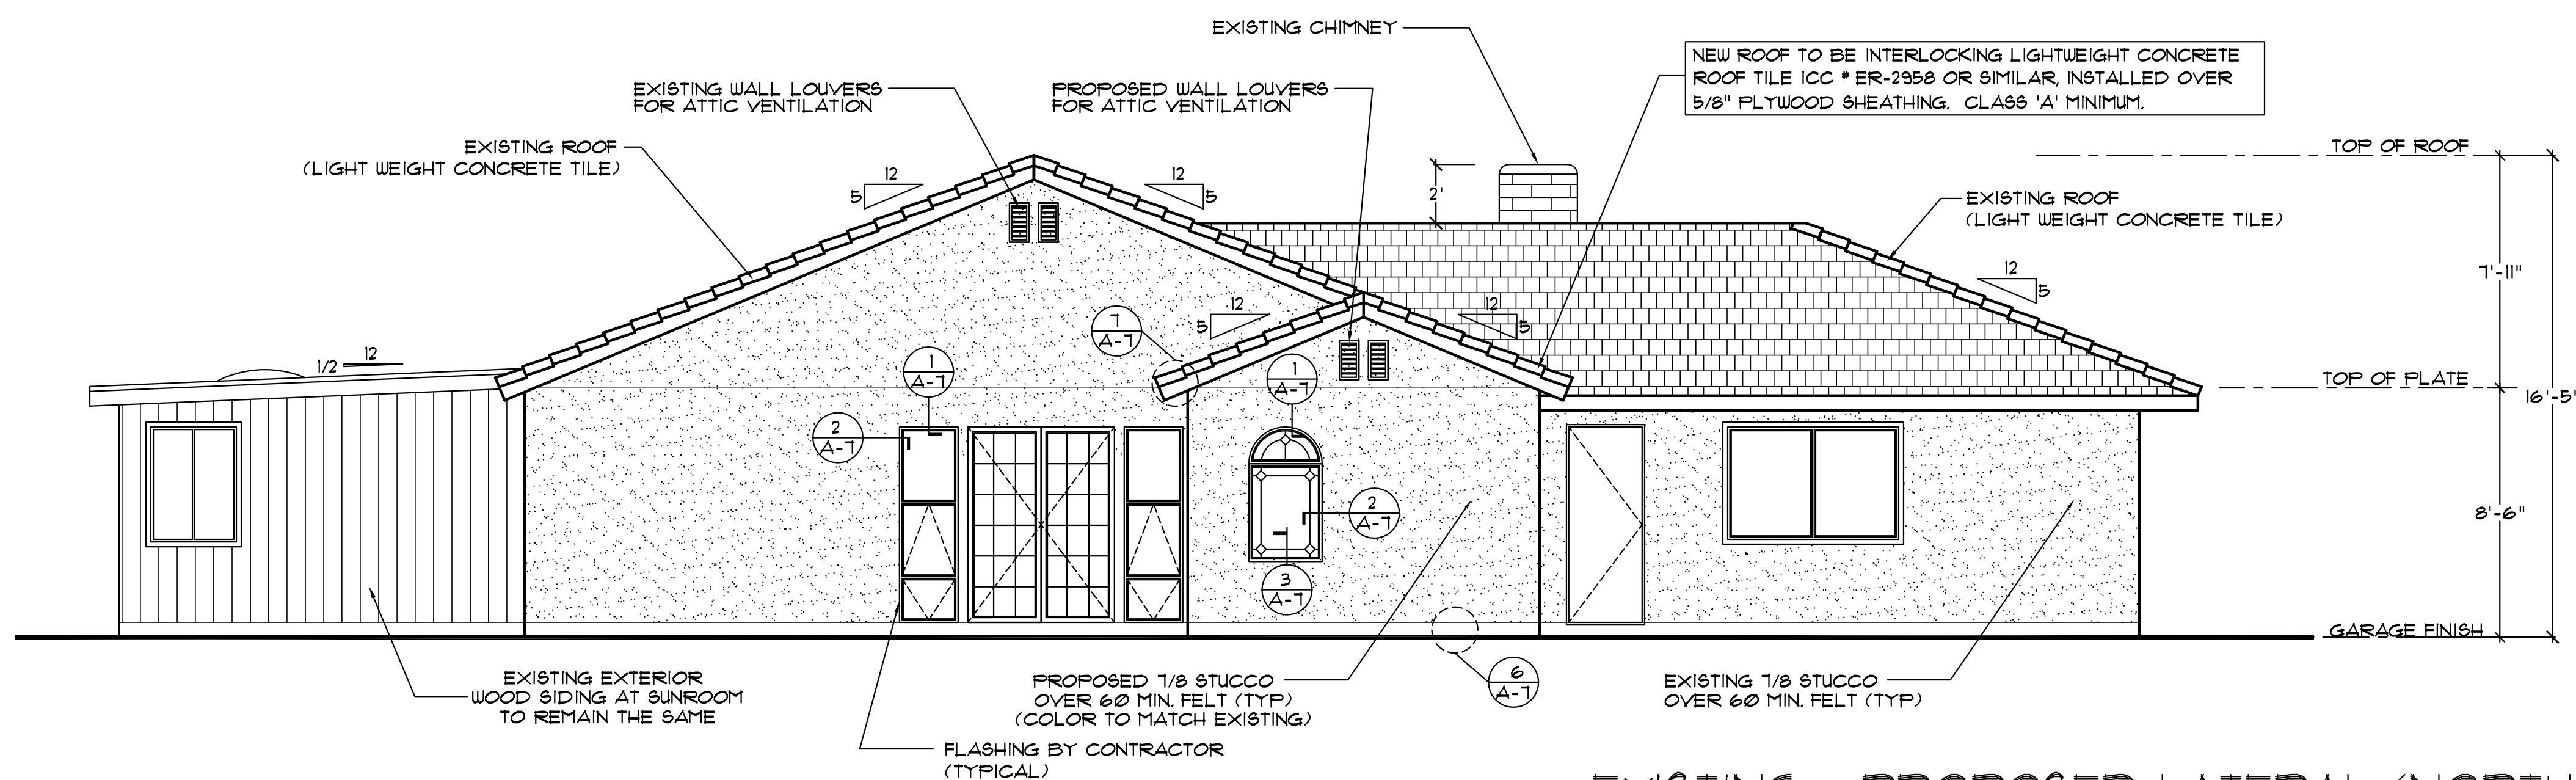 EXISTING CHIMNEY
NEW ROOF TO BE INTERLOCKING LIGHTWEIGHT CONCRETE
ROOF TILE ICC # ER-2958 OR SIMILAR, INSTALLED OVER
5/8" PLYWOOD SHEATHING. CLASS 'A' MINIMUM.
EXISTING WALL LOUVERS
FOR ATTIC VENTILATION
PROPOSED WALL LOUVERS
FOR ATTIC VENTILATION
EXISTING ROOF
(LIGHT WEIGHT CONCRETE TILE)
TOP OF ROOF
12
5
12
5
2'
EXISTING ROOF
(LIGHT WEIGHT CONCRETE TILE)
12
5
7'-11"
12
5
12
5
7
A-7
1/2
12
1
A-7
1
A-7
TOP OF PLATE
16'-5"
2
A-7
2
A-7
8'-6"
3
A-7
GARAGE FINISH
6
A-7
EXISTING EXTERIOR
WOOD SIDING AT SUNROOM
TO REMAIN THE SAME
PROPOSED 7/8 STUCCO
OVER 60 MIN. FELT (TYP)
(COLOR TO MATCH EXISTING)
EXISTING 7/8 STUCCO
OVER 60 MIN. FELT (TYP)
FLASHING BY CONTRACTOR
(TYPICAL)